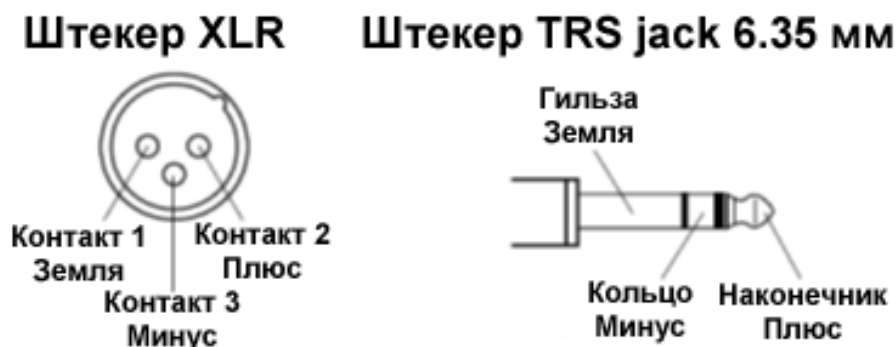 Штекер XLR
Штекер TRS jack 6.35 мм
Контакт 1
Земля
Контакт 2
Плюс
Контакт 3
Минус
Гильза
Земля
Кольцо
Минус
Наконечник
Плюс